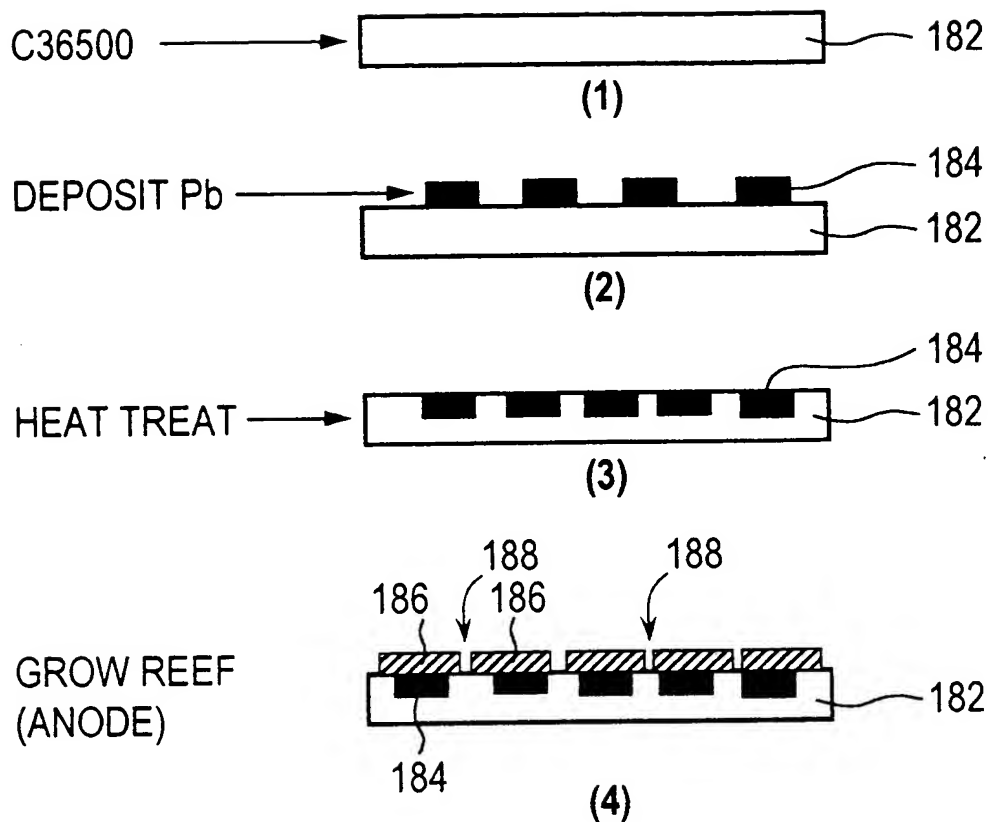 C36500 182
(1)
184
DEPOSIT Pb
182
(2)
184
HEAT TREAT 182
(3)
188 188
186 186
GROW REEF
(ANODE)
182
184
(4)